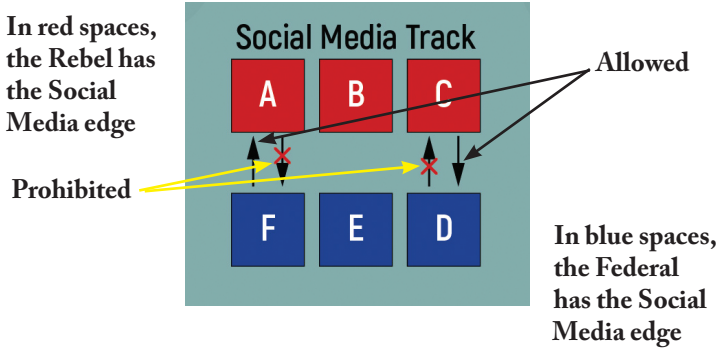 In red spaces,
the Rebel has
the Social
Media edge
Social Media Track
A B C
Allowed
Prohibited
F E D
In blue spaces,
the Federal
has the Social
Media edge